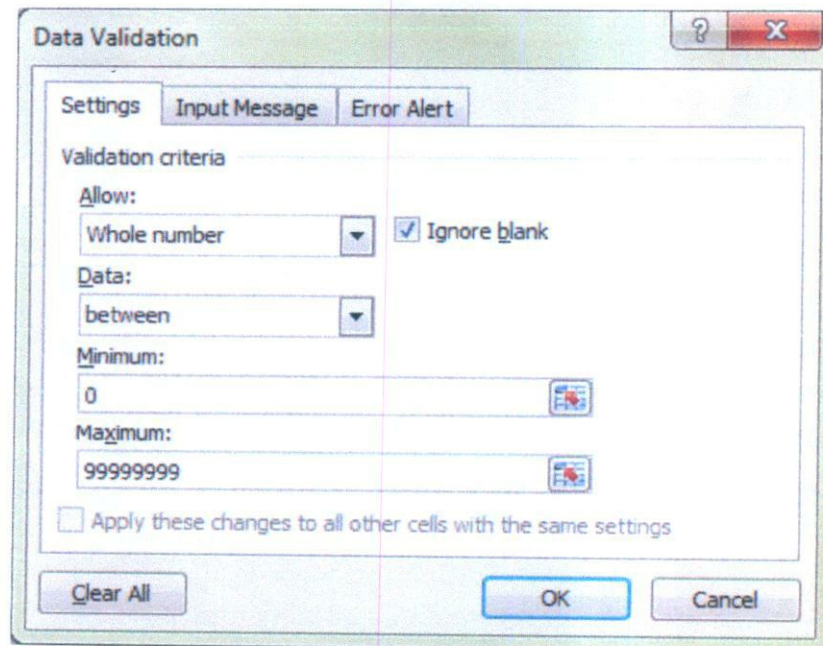 Data Validation
Settings Input Message Error Alert
Validation criteria
Allow:
Whole number Ignore blank
Data:
between
Minimum:
0
Maximum:
99999999
Apply these changes to all other cells with the same settings
Clear All OK Cancel